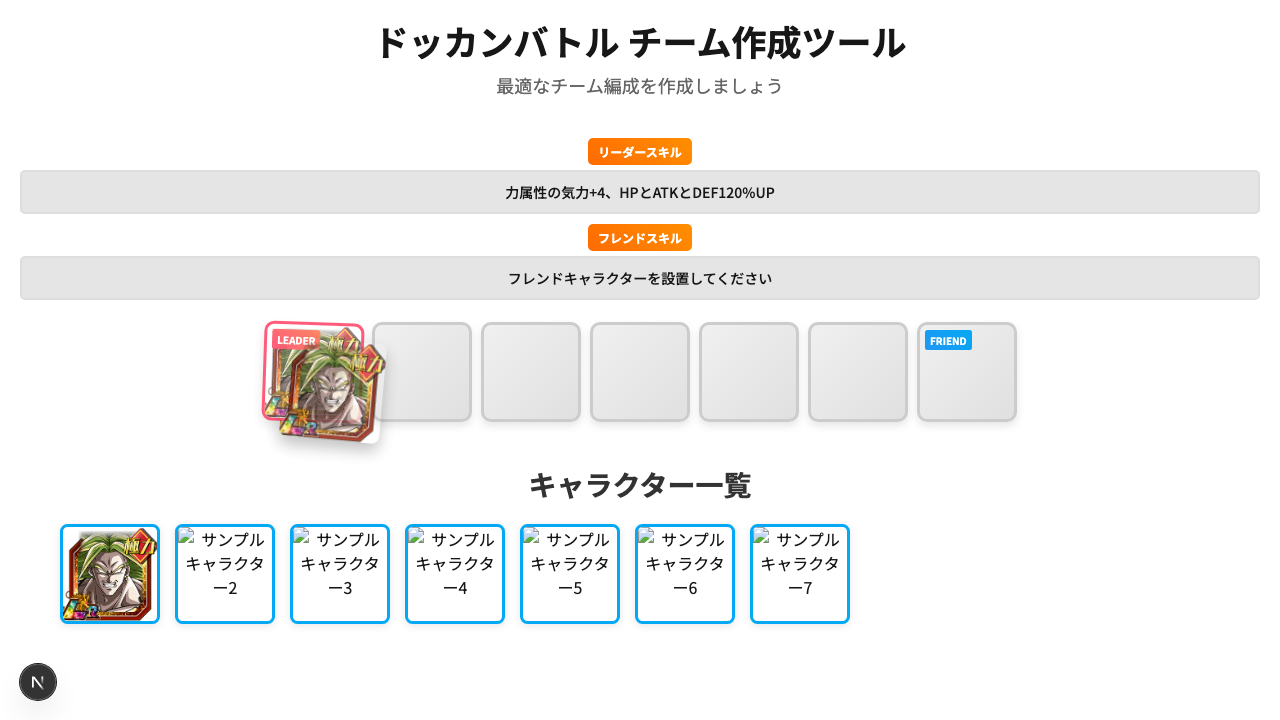 ドッカンバトル チーム作成ツール
最適なチーム編成を作成しましょう
リーダースキル
力属性の気力+4、HPとATKとDEF120%UP
フレンドスキル
フレンドキャラクターを設置してください
LEADER
極力
極力
FRIEND
キャラクター一覧
極力
LR
サンプル
キャラクタ
ー2
サンプル
キャラクタ
ー3
サンプル
キャラクタ
ー4
サンプル
キャラクタ
ー5
サンプル
キャラクタ
ー6
サンプル
キャラクタ
ー7
N